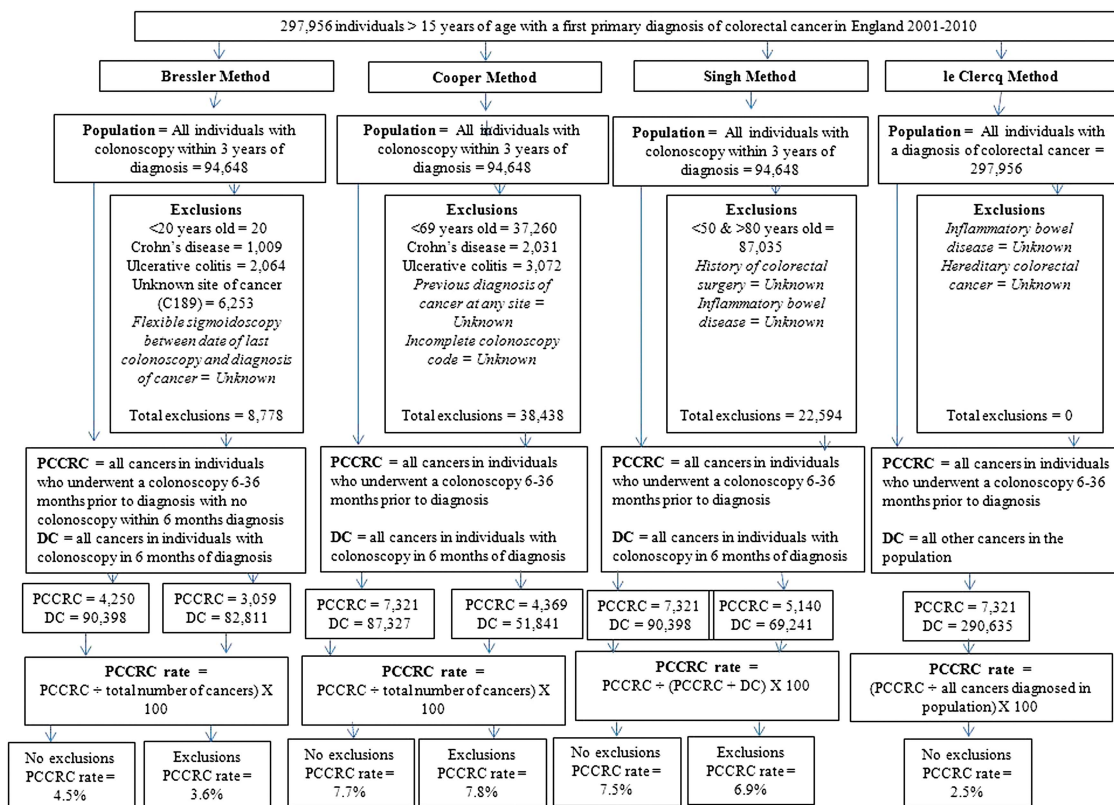 297,956 individuals > 15 years of age with a first primary diagnosis of colorectal cancer in England 2001-2010
Bressler Method
Cooper Method
Singh Method
le Clercq Method
Population = All individuals with
colonoscopy within 3 years of
diagnosis = 94,648
Population = All individuals with
colonoscopy within 3 years of
diagnosis = 94,648
Population = All individuals with
colonoscopy within 3 years of
diagnosis = 94,648
Population = All individuals with
a diagnosis of colorectal cancer =
297,956
Exclusions
<20 years old = 20
Crohn's disease = 1,009
Ulcerative colitis = 2,064
Unknown site of cancer
(C189) = 6,253
Flexible sigmoidoscopy
between date of last
colonoscopy and diagnosis
of cancer = Unknown
Total exclusions = 8,778
Exclusions
<69 years old = 37,260
Crohn's disease = 2,031
Ulcerative colitis = 3,072
Previous diagnosis of
cancer at any site =
Unknown
Incomplete colonoscopy
code = Unknown
Total exclusions = 38,438
Exclusions
<50 & >80 years old =
87,035
History of colorectal
surgery = Unknown
Inflammatory bowel
disease = Unknown
Total exclusions = 22,594
Exclusions
Inflammatory bowel
disease = Unknown
Hereditary colorectal
cancer = Unknown
Total exclusions = 0
PCCRC = all cancers in individuals
who underwent a colonoscopy 6-36
months prior to diagnosis with no
colonoscopy within 6 months diagnosis
DC = all cancers in individuals with
colonoscopy in 6 months of diagnosis
PCCRC = all cancers in individuals
who underwent a colonoscopy 6-36
months prior to diagnosis
DC = all cancers in individuals with
colonoscopy in 6 months of diagnosis
PCCRC = all cancers in individuals
who underwent a colonoscopy 6-36
months prior to diagnosis
DC = all cancers in individuals with
colonoscopy in 6 months of diagnosis
PCCRC = all cancers in individuals
who underwent a colonoscopy 6-36
months prior to diagnosis
DC = all other cancers in the
population
PCCRC = 4,250
DC = 90,398
PCCRC = 3,059
DC = 82,811
PCCRC = 7,321
DC = 87,327
PCCRC = 4,369
DC = 51,841
PCCRC = 7,321
DC = 90,398
PCCRC = 5,140
DC = 69,241
PCCRC = 7,321
DC = 290,635
PCCRC rate =
PCCRC ÷ total number of cancers) X
100
PCCRC rate =
PCCRC ÷ total number of cancers) X
100
PCCRC rate =
PCCRC ÷ (PCCRC + DC) X 100
PCCRC rate =
(PCCRC ÷ all cancers diagnosed in
population) X 100
No exclusions
PCCRC rate =
4.5%
Exclusions
PCCRC rate =
3.6%
No exclusions
PCCRC rate =
7.7%
Exclusions
PCCRC rate =
7.8%
No exclusions
PCCRC rate =
7.5%
Exclusions
PCCRC rate =
6.9%
No exclusions
PCCRC rate =
2.5%